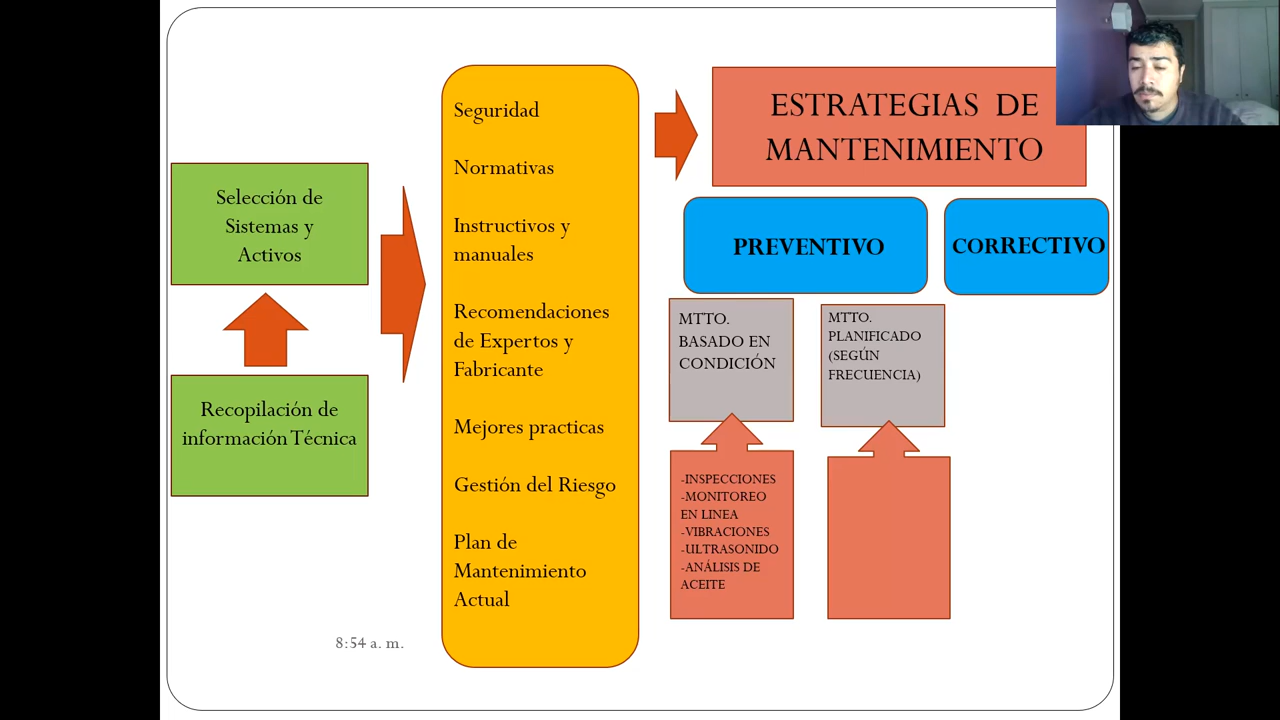 Selección de
Sistemas y
Activos
Recopilación de
información Técnica
Seguridad
Normativas
Instructivos y
manuales
Recomendaciones
de Expertos y
Fabricante
Mejores practicas
Gestión del Riesgo
Plan de
Mantenimiento
Actual
ESTRATEGIAS DE
MANTENIMIENTO
PREVENTIVO
CORRECTIVO
MTTO.
BASADO EN
CONDICIÓN
MTTO.
PLANIFICADO
(SEGÚN
FRECUENCIA)
-INSPECCIONES
-MONITOREO
EN LINEA
-VIBRACIONES
-ULTRASONIDO
-ANÁLISIS DE
ACEITE
8:54 a. m.